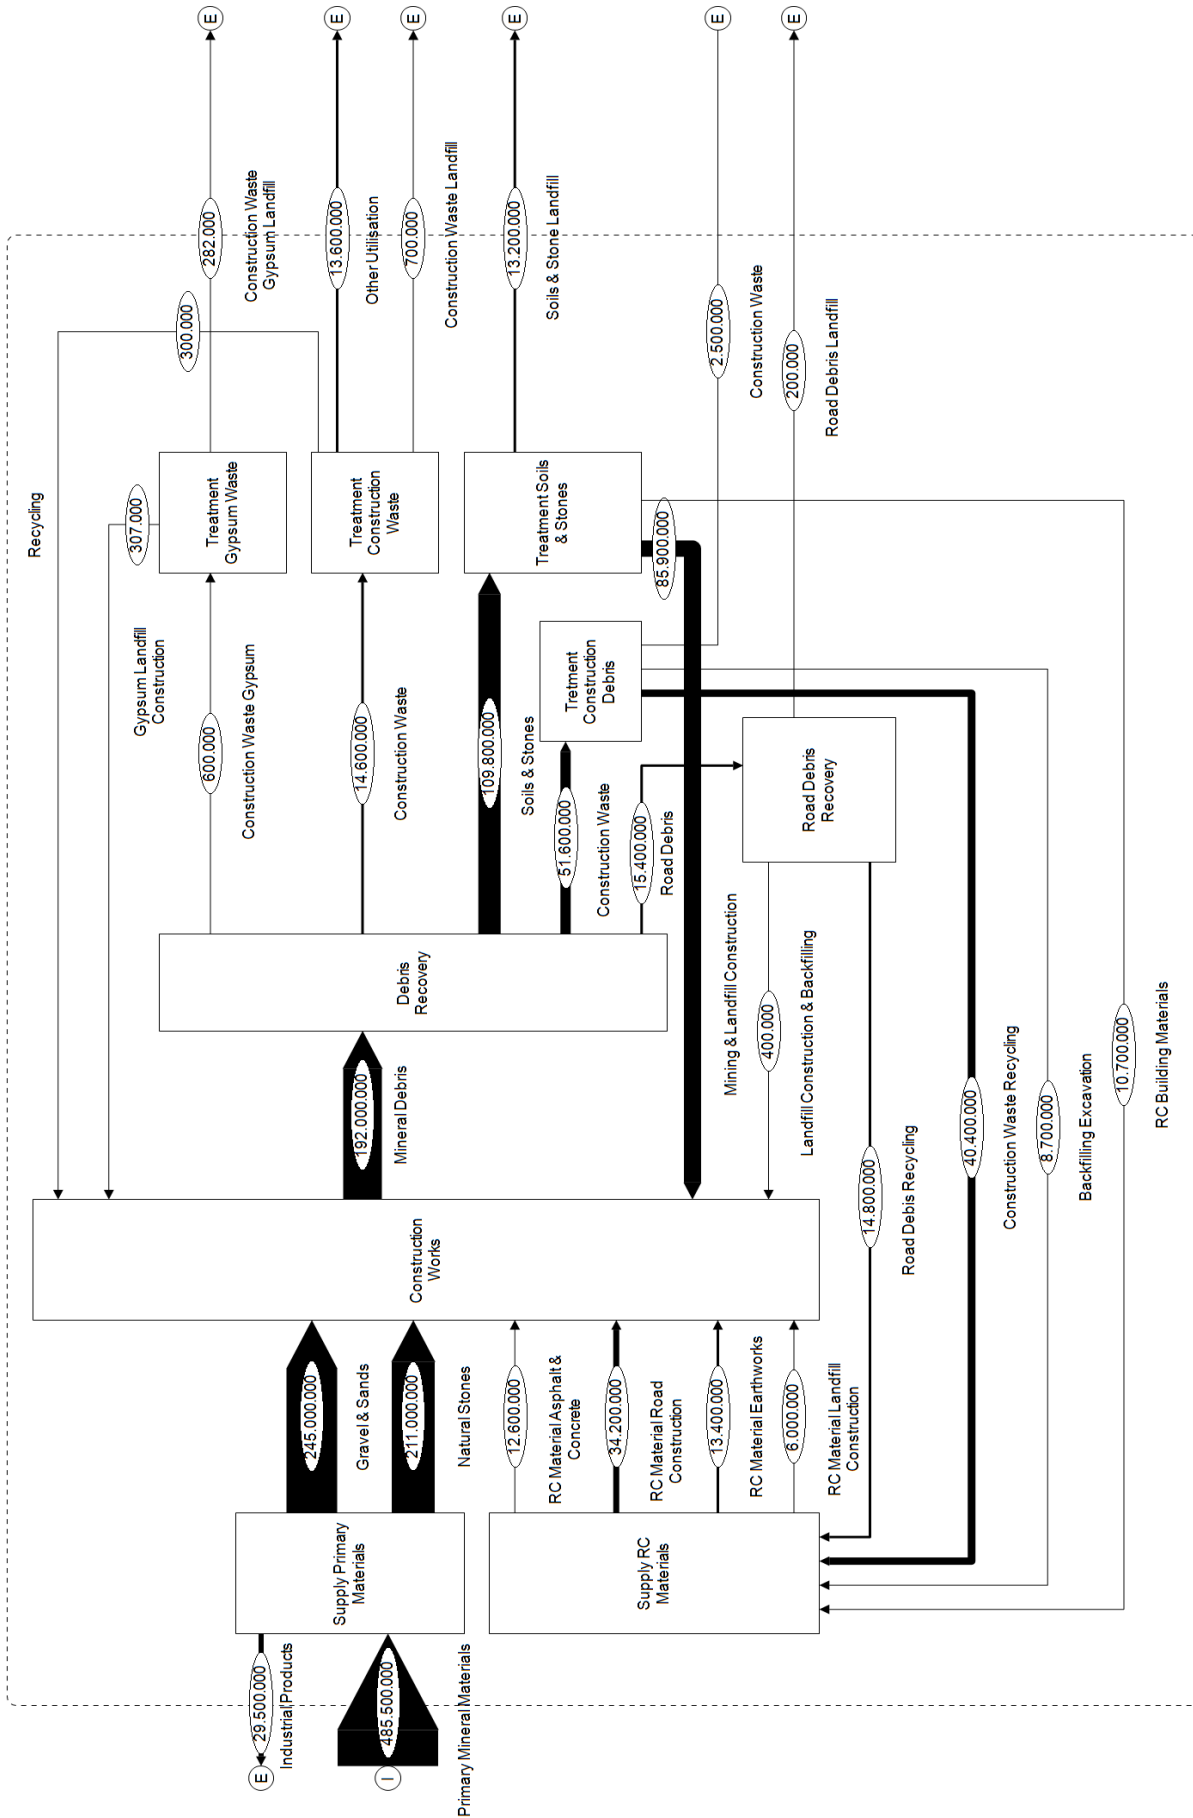 E
29.500.000
Industrial Products
I
485.500.000
Primary Mineral Materials
Supply Primary
Materials
Supply RC
Materials
245.000.000
Gravel & Sands
211.000.000
Natural Stones
12.600.000
RC Material Asphalt &
Concrete
34.200.000
RC Material Road
Construction
13.400.000
RC Material Earthworks
6.000.000
RC Material Landfill
Construction
Construction
Works
192.000.000
Mineral Debris
Debris
Recovery
Recycling
307.000
Gypsum Landfill
Construction
600.000
Construction Waste Gypsum
14.600.000
Construction Waste
109.800.000
Soils & Stones
51.600.000
Construction Waste
15.400.000
Road Debris
Mining & Landfill Construction
400.000
Landfill Construction & Backfilling
14.800.000
Road Debis Recycling
40.400.000
Construction Waste Recycling
8.700.000
Backfilling Excavation
10.700.000
RC Building Materials
Treatment
Gypsum Waste
Treatment
Construction
Waste
Treatment Soils
& Stones
85.900.000
Tretment
Construction
Debris
Road Debris
Recovery
300.000
282.000
Construction Waste
Gypsum Landfill
13.600.000
Other Utilisation
700.000
Construction Waste Landfill
13.200.000
Soils & Stone Landfill
2.500.000
Construction Waste
200.000
Road Debris Landfill
E
E
E
E
E
E